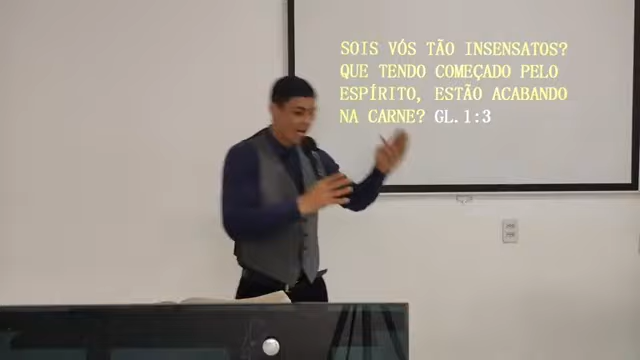 SOIS VÓS TÃO INSENSATOS?
QUE TENDO COMEÇADO PELO
ESPÍRITO, ESTÃO ACABANDO
NA CARNE? GL.1:3